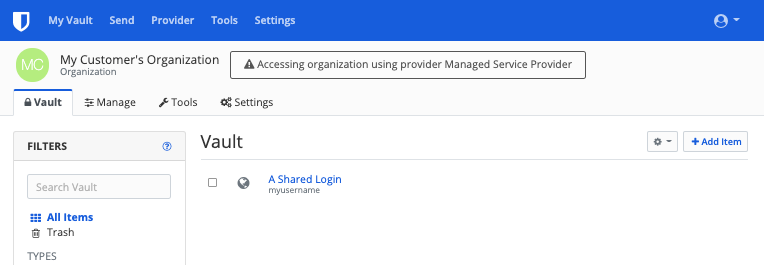 My Vault Send Provider Tools Settings
MC
My Customer's Organization
Organization
Accessing organization using provider Managed Service Provider
Vault Manage Tools Settings
FILTERS
Vault
Add Item
Search Vault
A Shared Login
myusername
All Items
Trash
TYPES